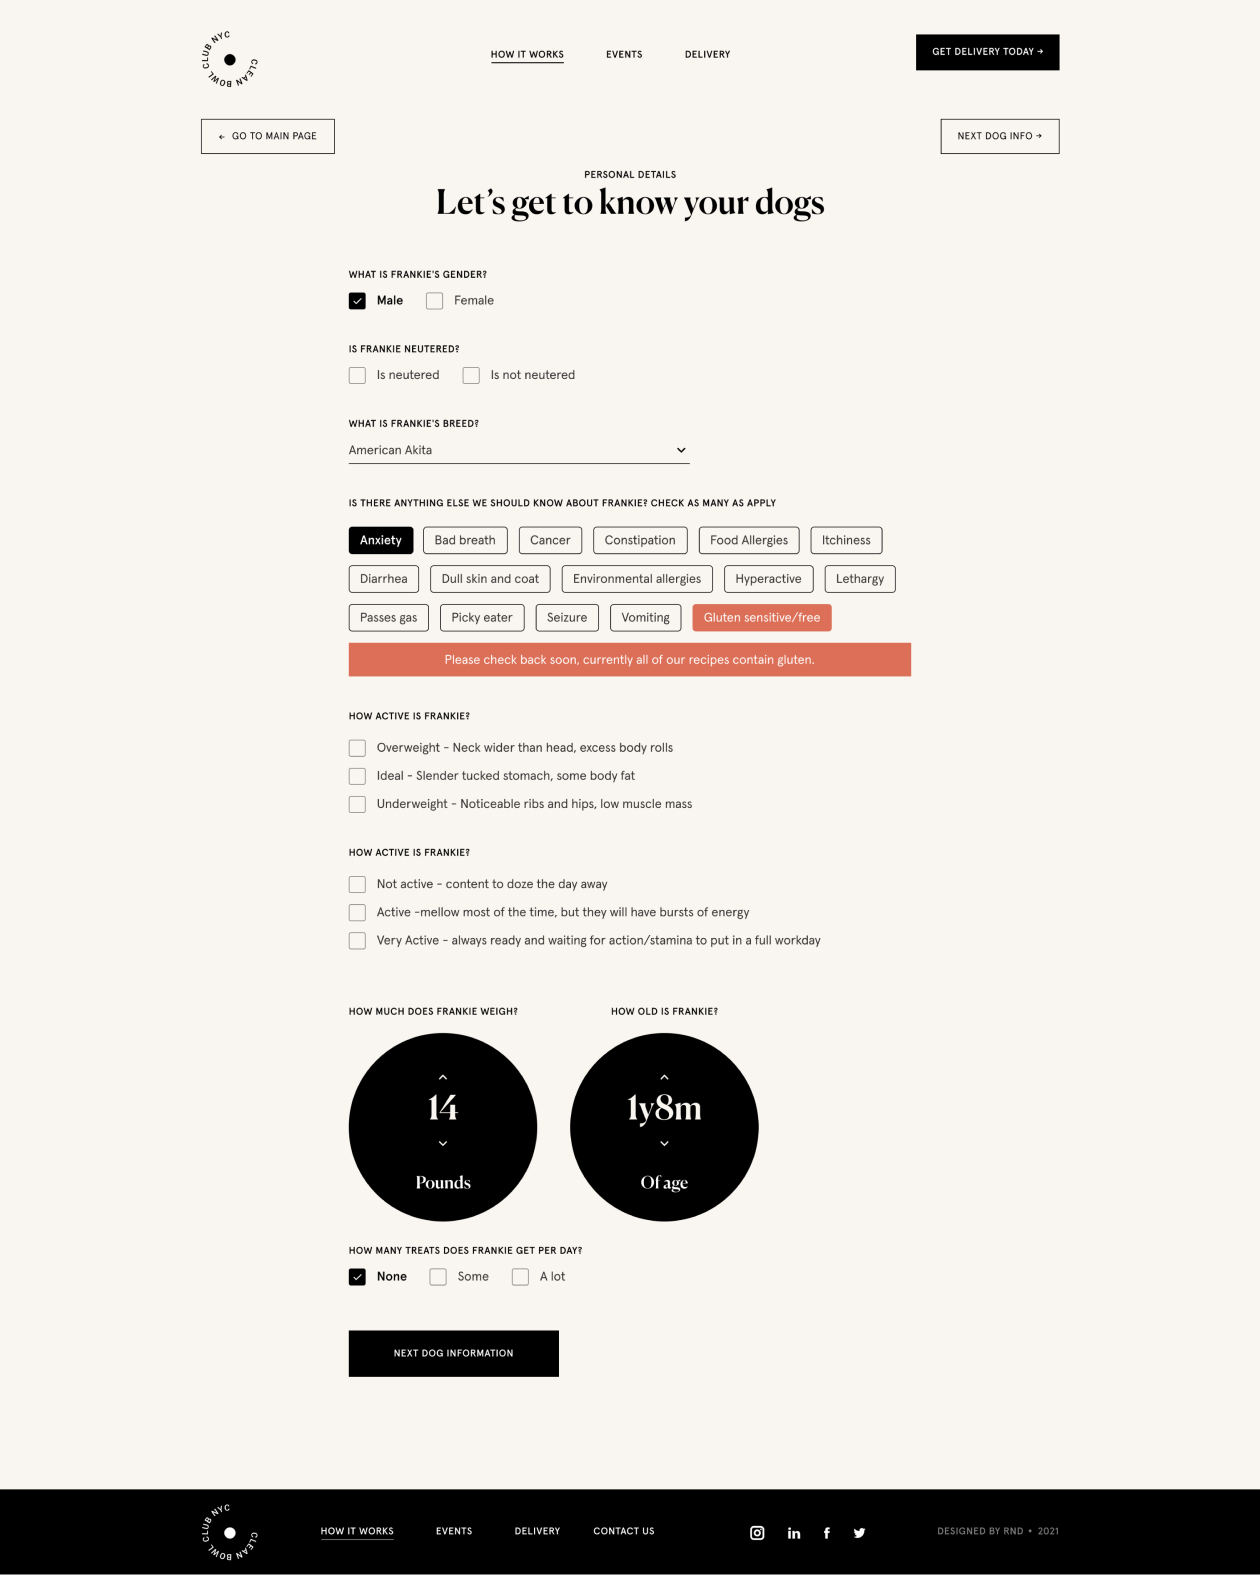 CLEAN BOWL CLUB NYC
HOW IT WORKS
EVENTS
DELIVERY
GET DELIVERY TODAY →
← GO TO MAIN PAGE
NEXT DOG INFO →
PERSONAL DETAILS
Let’s get to know your dogs
WHAT IS FRANKIE'S GENDER?
Male
Female
IS FRANKIE NEUTERED?
Is neutered
Is not neutered
WHAT IS FRANKIE'S BREED?
American Akita
IS THERE ANYTHING ELSE WE SHOULD KNOW ABOUT FRANKIE? CHECK AS MANY AS APPLY
Anxiety
Bad breath
Cancer
Constipation
Food Allergies
Itchiness
Diarrhea
Dull skin and coat
Environmental allergies
Hyperactive
Lethargy
Passes gas
Picky eater
Seizure
Vomiting
Gluten sensitive/free
Please check back soon, currently all of our recipes contain gluten.
HOW ACTIVE IS FRANKIE?
Overweight - Neck wider than head, excess body rolls
Ideal - Slender tucked stomach, some body fat
Underweight - Noticeable ribs and hips, low muscle mass
HOW ACTIVE IS FRANKIE?
Not active - content to doze the day away
Active -mellow most of the time, but they will have bursts of energy
Very Active - always ready and waiting for action/stamina to put in a full workday
HOW MUCH DOES FRANKIE WEIGH?
HOW OLD IS FRANKIE?
14
Pounds
1y8m
Of age
HOW MANY TREATS DOES FRANKIE GET PER DAY?
None
Some
A lot
NEXT DOG INFORMATION
CLEAN BOWL CLUB NYC
HOW IT WORKS
EVENTS
DELIVERY
CONTACT US
DESIGNED BY RND • 2021